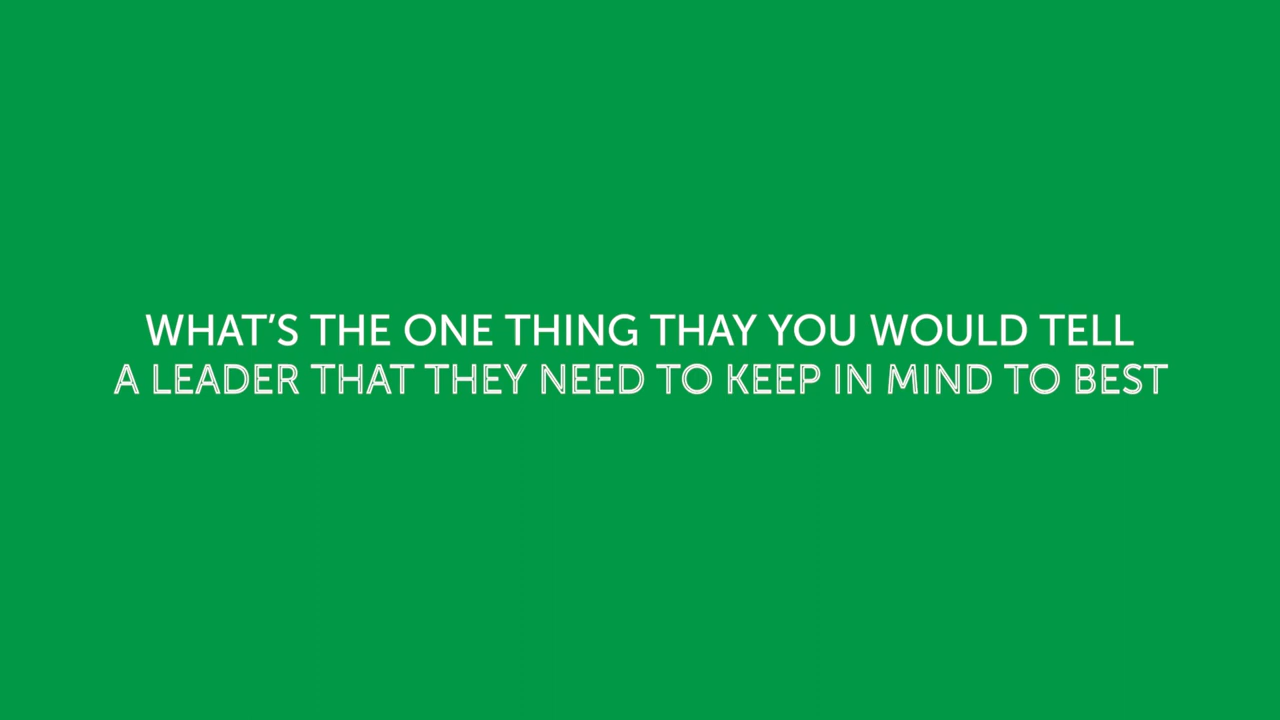 WHAT'S THE ONE THING THAY YOU WOULD TELL
A LEADER THAT THEY NEED TO KEEP IN MIND TO BEST